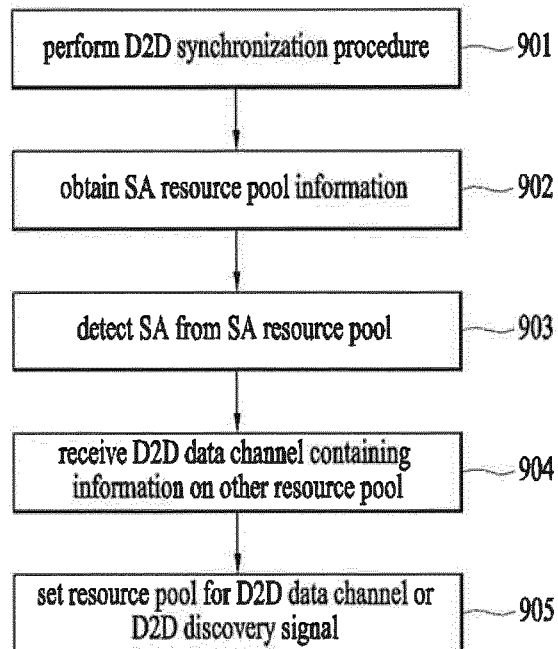 perform D2D synchronization procedure
901
obtain SA resource pool information
902
detect SA from SA resource pool
903
receive D2D data channel containing
information on other resource pool
904
set resource pool for D2D data channel or
D2D discovery signal
905